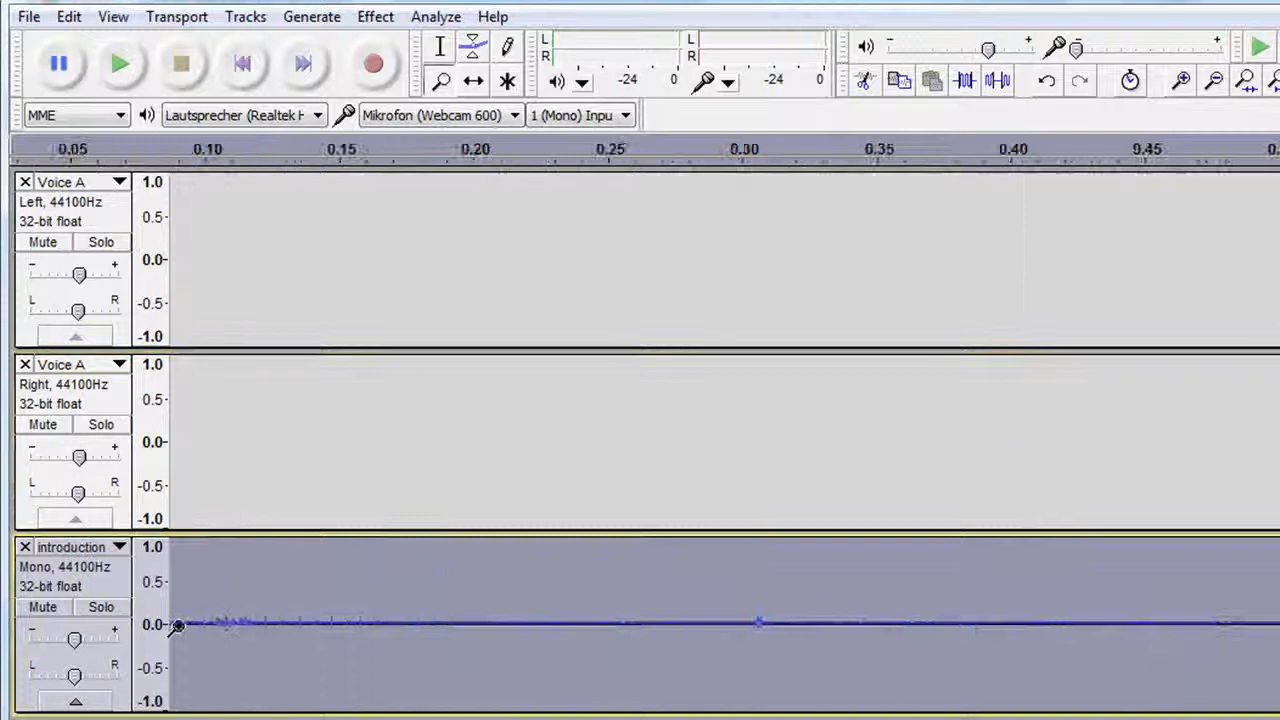 File Edit View Transport Tracks Generate Effect Analyze Help
L R -24 0 L R -24 0
MME Lautsprecher (Realtek H Mikrofon (Webcam 600) 1 (Mono) Inpu
0.05 0.10 0.15 0.20 0.25 0.30 0.35 0.40 0.45
Voice A 1.0
Left, 44100Hz
32-bit float 0.5
Mute Solo
0.0
- +
L R -0.5
-1.0
Voice A 1.0
Right, 44100Hz
32-bit float 0.5
Mute Solo
0.0
- +
L R -0.5
-1.0
introduction 1.0
Mono, 44100Hz
32-bit float 0.5
Mute Solo
0.0
- +
L R -0.5
-1.0